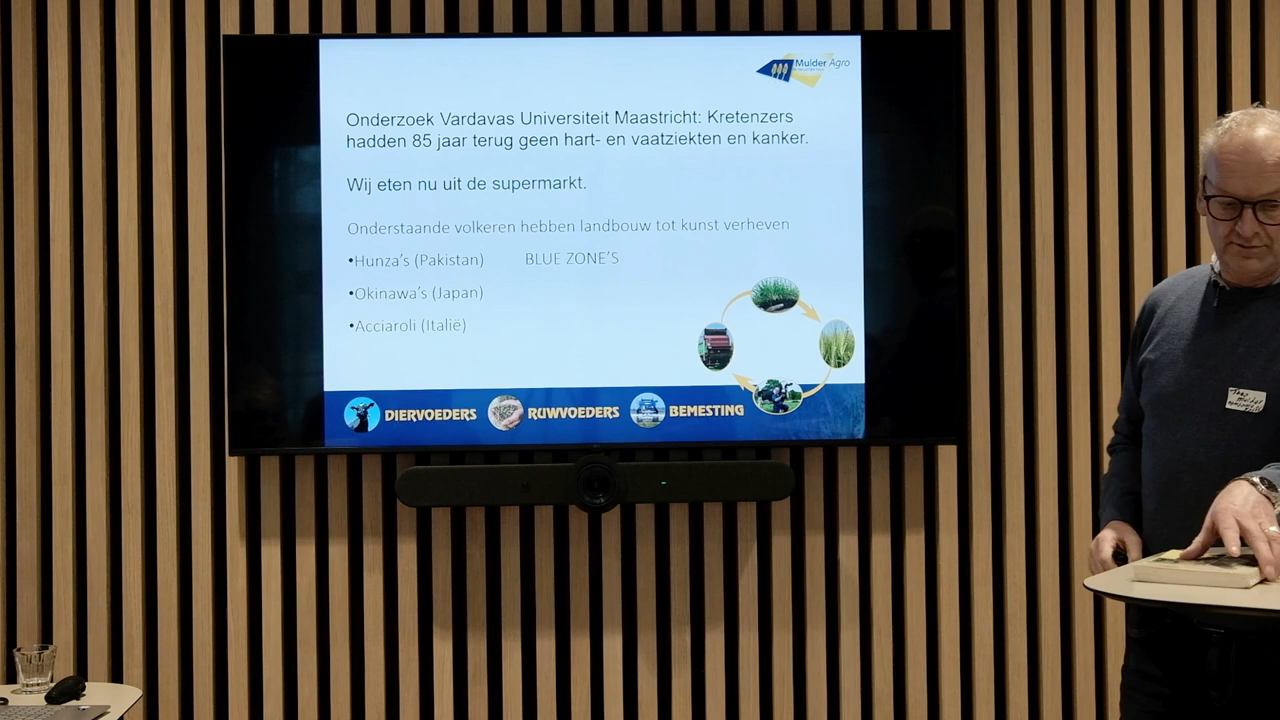 Mulder Agro
Onderzoek Vardavas Universiteit Maastricht: Kretenzers
hadden 85 jaar terug geen hart- en vaatziekten en kanker.
Wij eten nu uit de supermarkt.
Onderstaande volkeren hebben landbouw tot kunst verheven
•Hunza's (Pakistan) BLUE ZONE'S
•Okinawa's (Japan)
•Acciaroli (Italië)
DIERVOEDERS RUWVOEDERS BEMESTING